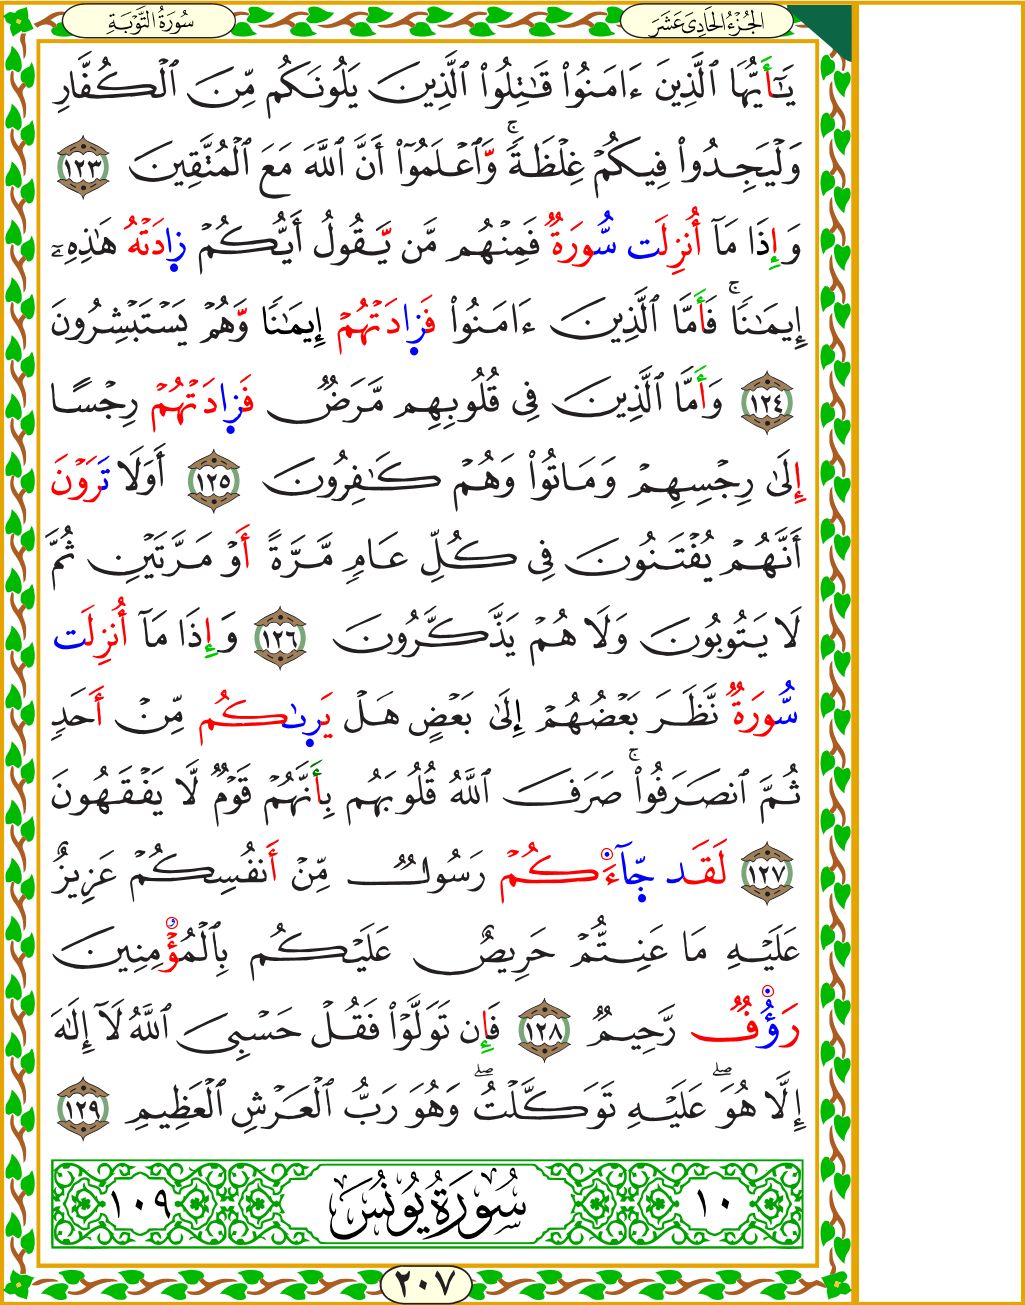 سُورَةُ التَّوْبَةِ
الجُزْءُ الحَادِيَ عَشَرَ
يَـٰٓأَيُّهَا ٱلَّذِينَ ءَامَنُوا۟ قَـٰتِلُوا۟ ٱلَّذِينَ يَلُونَكُم مِّنَ ٱلْكُفَّارِ
وَلْيَجِدُوا۟ فِيكُمْ غِلْظَةًۚ وَٱعْلَمُوٓا۟ أَنَّ ٱللَّهَ مَعَ ٱلْمُتَّقِينَ ١٢٣
وَإِذَا مَآ أُنزِلَت سُّورَةٌ فَمِنْهُم مَّن يَقُولُ أَيُّكُمْ زَادَتْهُ هَـٰذِهِۦٓ
إِيمَـٰنًاۚ فَأَمَّا ٱلَّذِينَ ءَامَنُوا۟ فَزَادَتْهُمْ إِيمَـٰنًا وَهُمْ يَسْتَبْشِرُونَ
١٢٤ وَأَمَّا ٱلَّذِينَ فِى قُلُوبِهِم مَّرَضٌ فَزَادَتْهُمْ رِجْسًا
إِلَىٰ رِجْسِهِمْ وَمَاتُوا۟ وَهُمْ كَـٰفِرُونَ ١٢٥ أَوَلَا تَرَوْنَ
أَنَّهُمْ يُفْتَنُونَ فِى كُلِّ عَامٍ مَّرَّةً أَوْ مَرَّتَيْنِ ثُمَّ
لَا يَتُوبُونَ وَلَا هُمْ يَذَّكَّرُونَ ١٢٦ وَإِذَا مَآ أُنزِلَت
سُّورَةٌ نَّظَرَ بَعْضُهُمْ إِلَىٰ بَعْضٍ هَلْ يَرِىٰكُم مِّنْ أَحَدٍ
ثُمَّ ٱنصَرَفُوا۟ۚ صَرَفَ ٱللَّهُ قُلُوبَهُم بِأَنَّهُمْ قَوْمٌ لَّا يَفْقَهُونَ
١٢٧ لَقَد جَّآءَكُمْ رَسُولٌ مِّنْ أَنفُسِكُمْ عَزِيزٌ
عَلَيْهِ مَا عَنِتُّمْ حَرِيصٌ عَلَيْكُم بِٱلْمُؤْمِنِينَ
رَؤُفٌ رَّحِيمٌ ١٢٨ فَإِن تَوَلَّوْا۟ فَقُلْ حَسْبِىَ ٱللَّهُ لَآ إِلَـٰهَ
إِلَّا هُوَۖ عَلَيْهِ تَوَكَّلْتُۖ وَهُوَ رَبُّ ٱلْعَرْشِ ٱلْعَظِيمِ ١٢٩
١٠ سُورَةُ يُونُسَ ١٠٩
٢٠٧